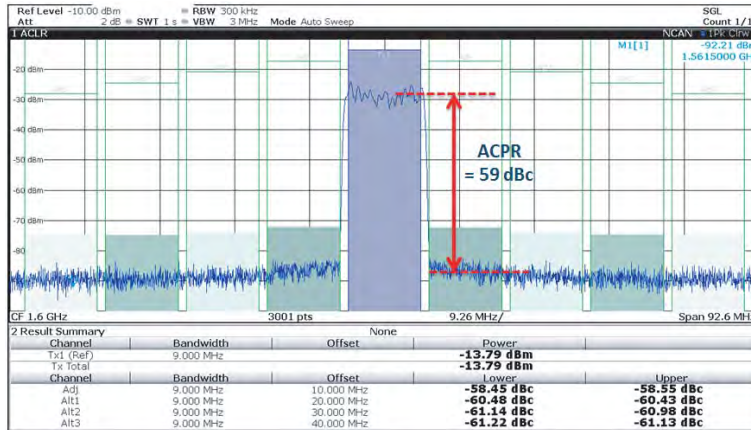 Ref Level -10.00 dBm RBW 300 kHz SGL
Att 2 dB SWT 1 s VBW 3 MHz Mode Auto Sweep Count 1/1
1 ACLR NCAN 1Pk Clrw
M1[1] -92.21 dB
1.5615000 GH
-20 dBm
-30 dBm
-40 dBm
-50 dBm
-60 dBm
-70 dBm
-80
ACPR
= 59 dBc
CF 1.6 GHz 3001 pts 9.26 MHz/ Span 92.6 MH
2 Result Summary None
Channel Bandwidth Offset Power
Tx1 (Ref) 9.000 MHz -13.79 dBm
Tx Total -13.79 dBm
Channel Bandwidth Offset Lower Upper
Adj 9.000 MHz 10.000 MHz -58.45 dBc -58.55 dBc
Alt1 9.000 MHz 20.000 MHz -60.48 dBc -60.43 dBc
Alt2 9.000 MHz 30.000 MHz -61.14 dBc -60.98 dBc
Alt3 9.000 MHz 40.000 MHz -61.22 dBc -61.13 dBc